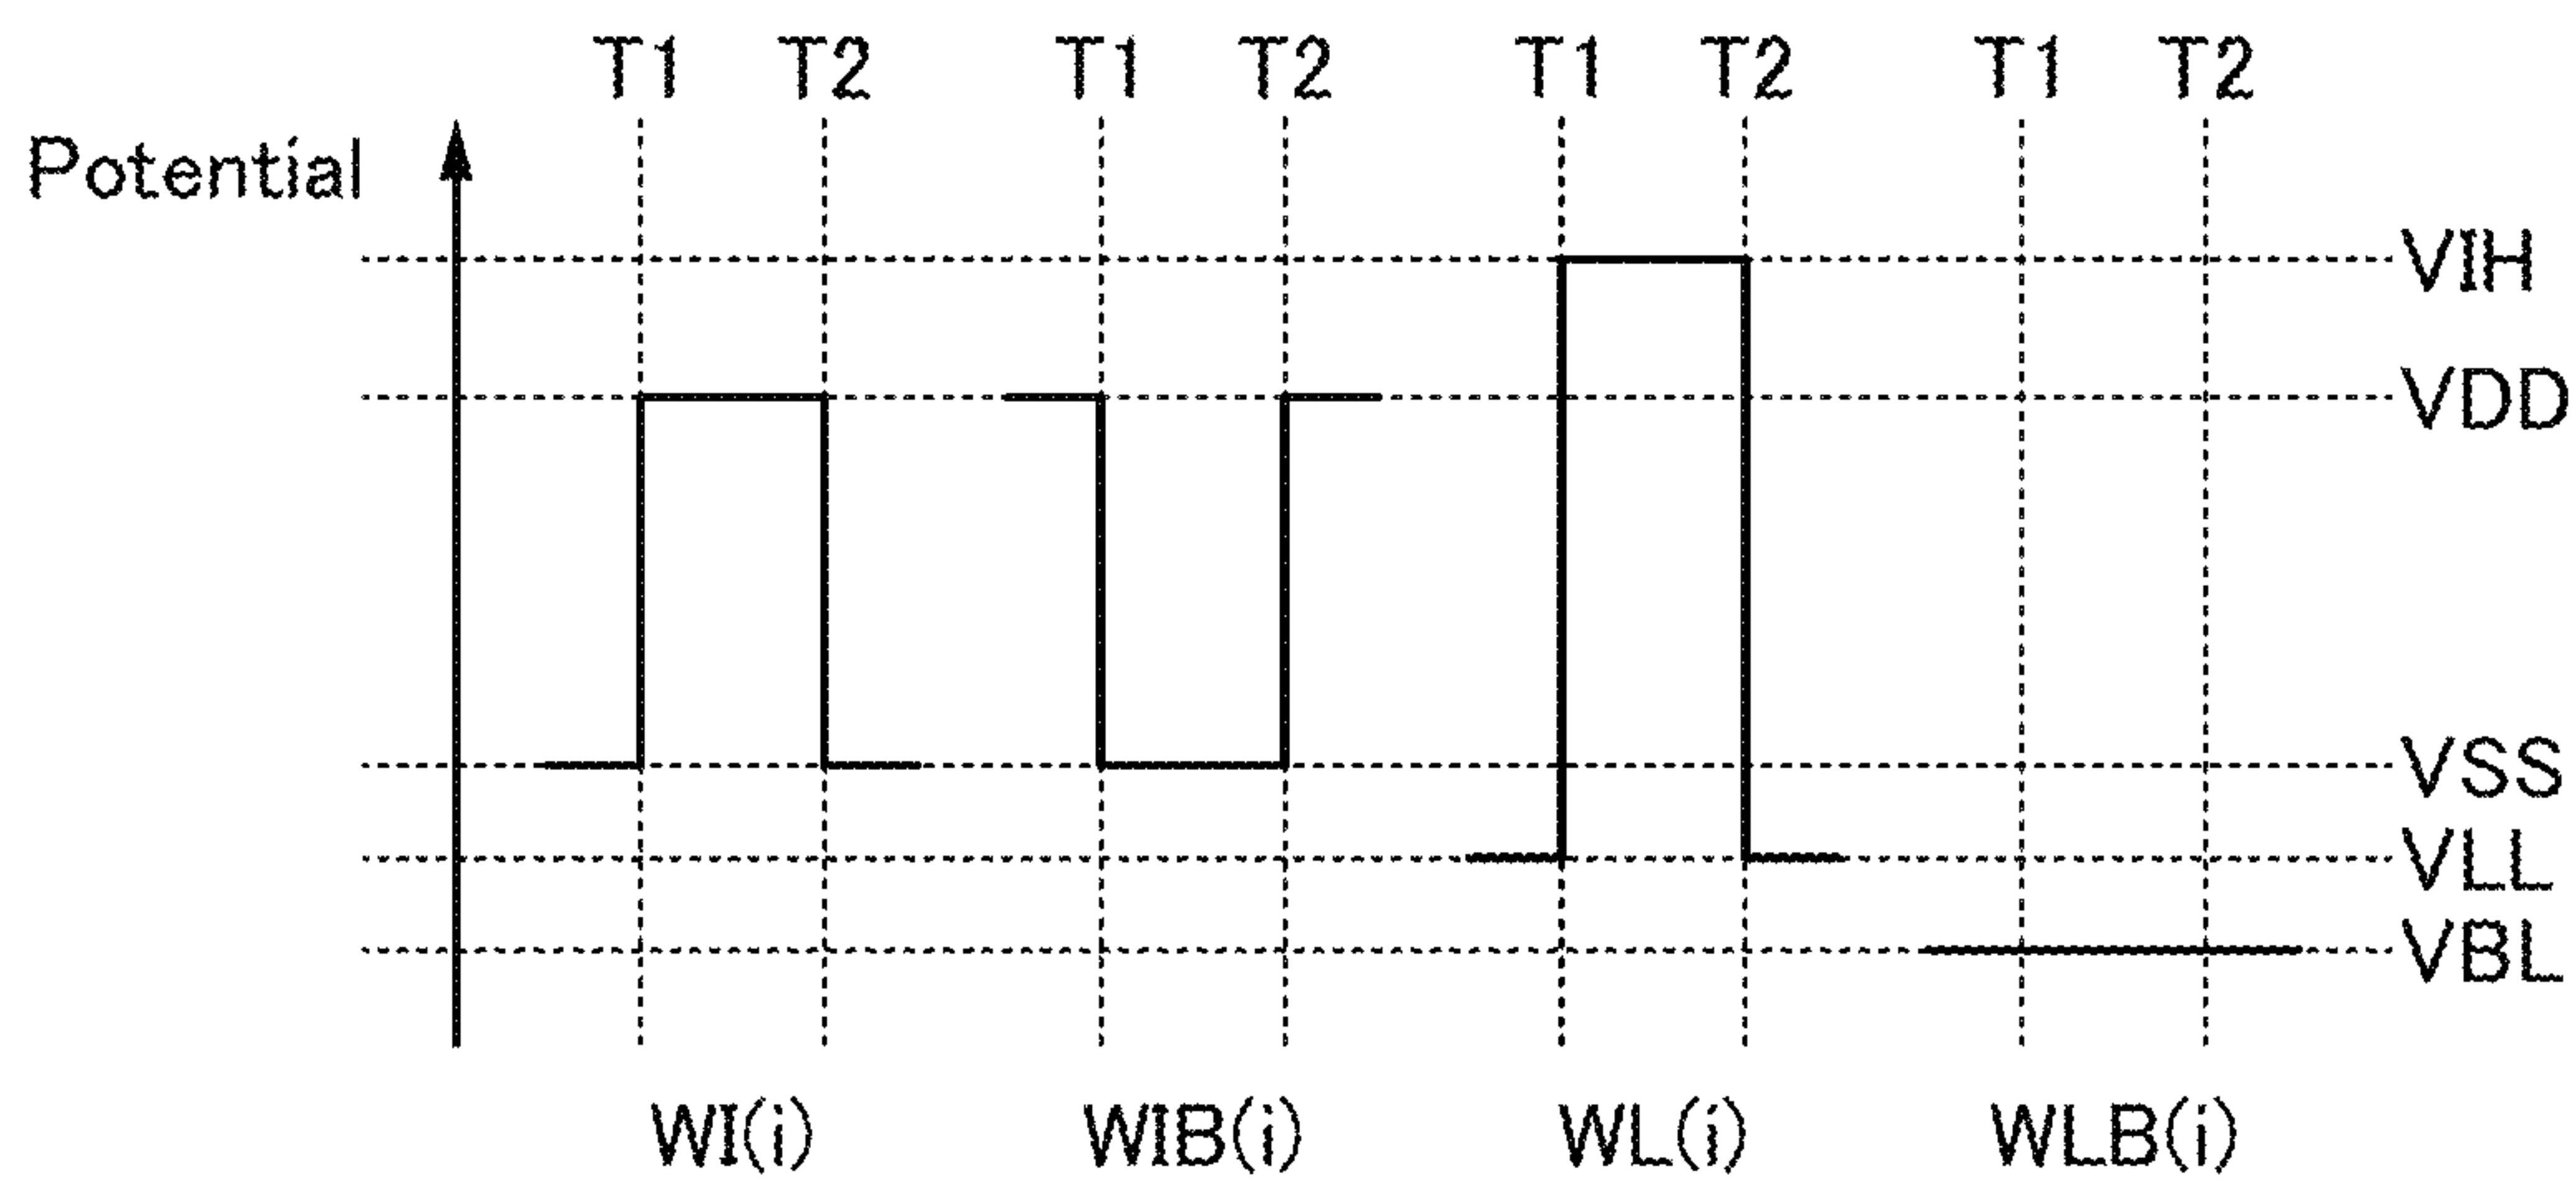 T1 T2 T1 T2 T1 T2 T1 T2
Potential
VIH
VDD
VSS
VLL
VBL
WI(i) WIB(i) WL(i) WLB(i)